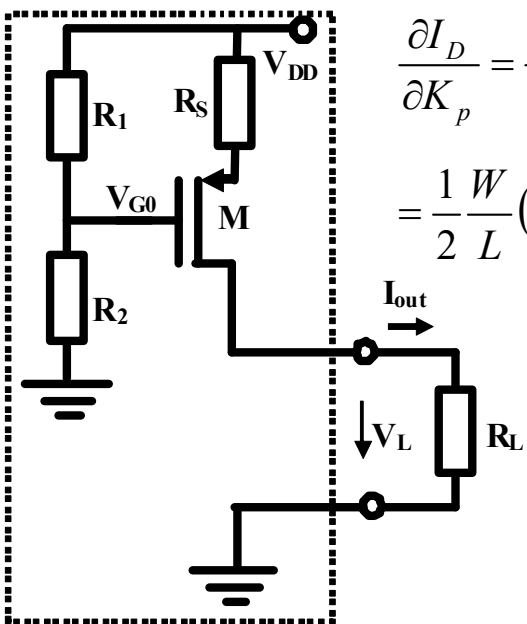 V_DD
R_1
R_S
V_G0
M
R_2
I_out
V_L
R_L
∂I_D / ∂K_p =
= 1/2 W/L (